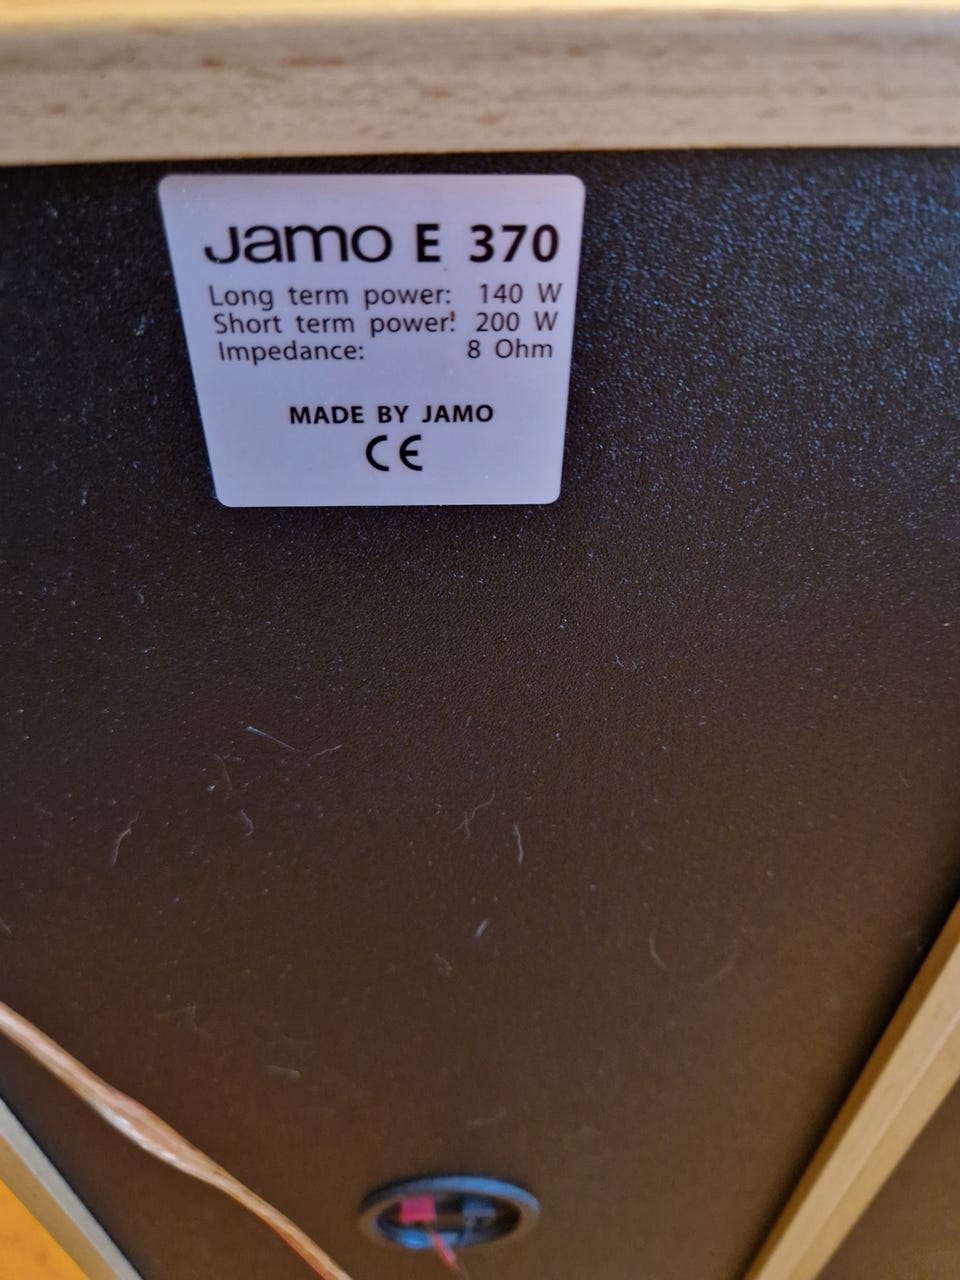 Jamo E 370
Long term power: 140 W
Short term power: 200 W
Impedance: 8 Ohm
MADE BY JAMO
CE